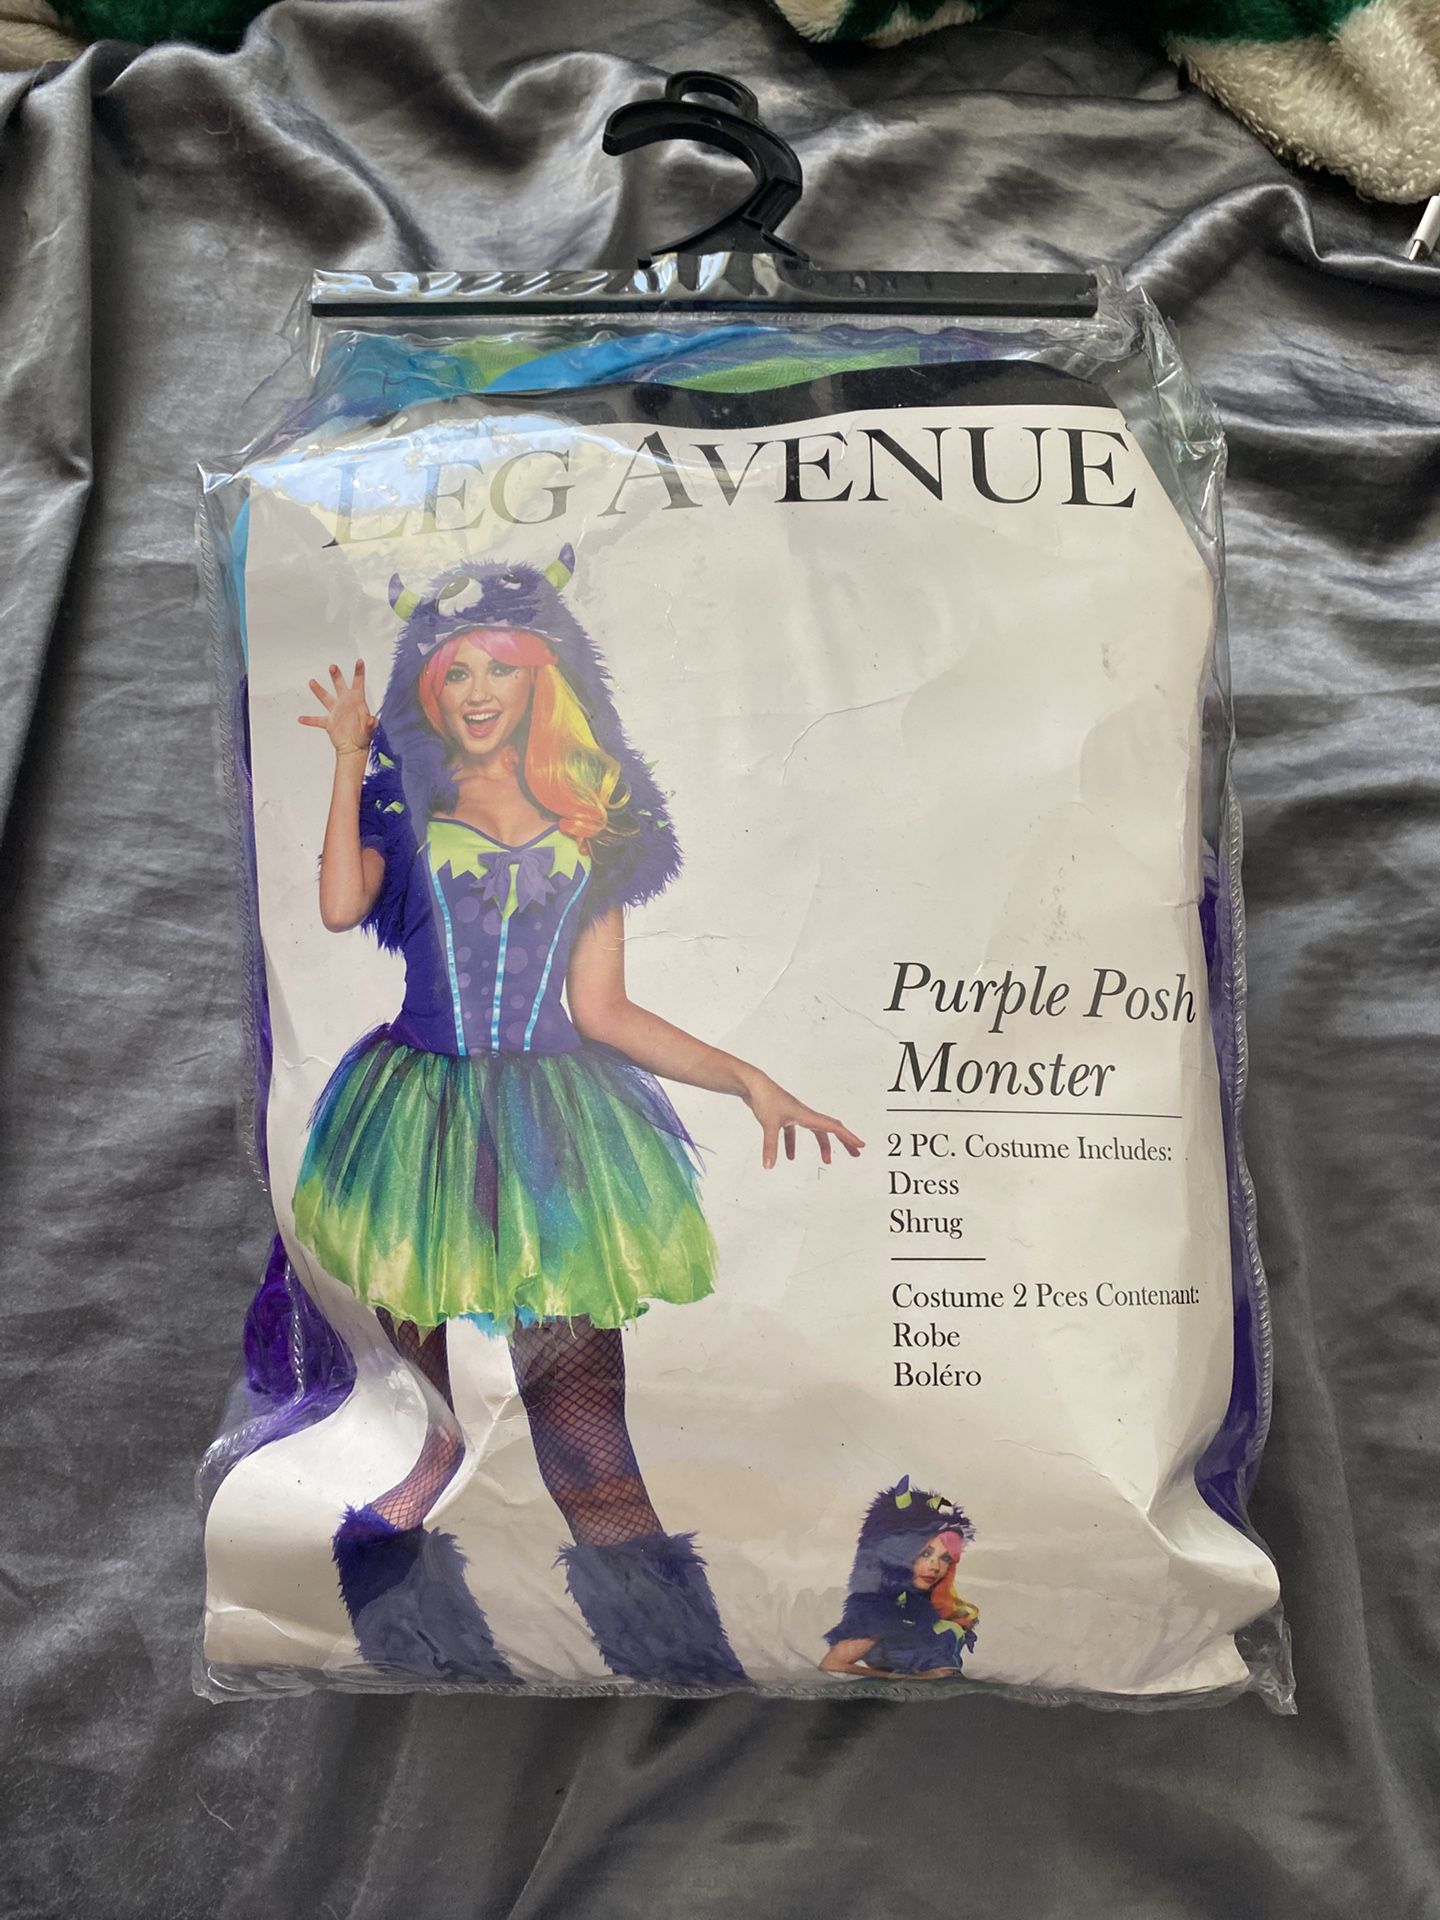 LEG AVENUE
Purple Posh
Monster
2 PC. Costume Includes:
Dress
Shrug
Costume 2 Pces Contenant:
Robe
Boléro